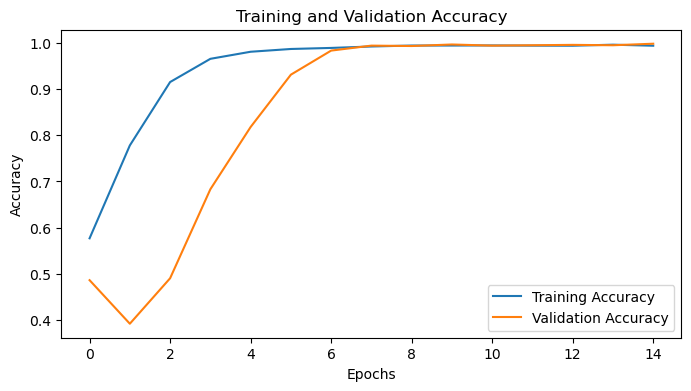 Training and Validation Accuracy
Accuracy
1.0
0.9
0.8
0.7
0.6
0.5
0.4
Training Accuracy
Validation Accuracy
0 2 4 6 8 10 12 14
Epochs